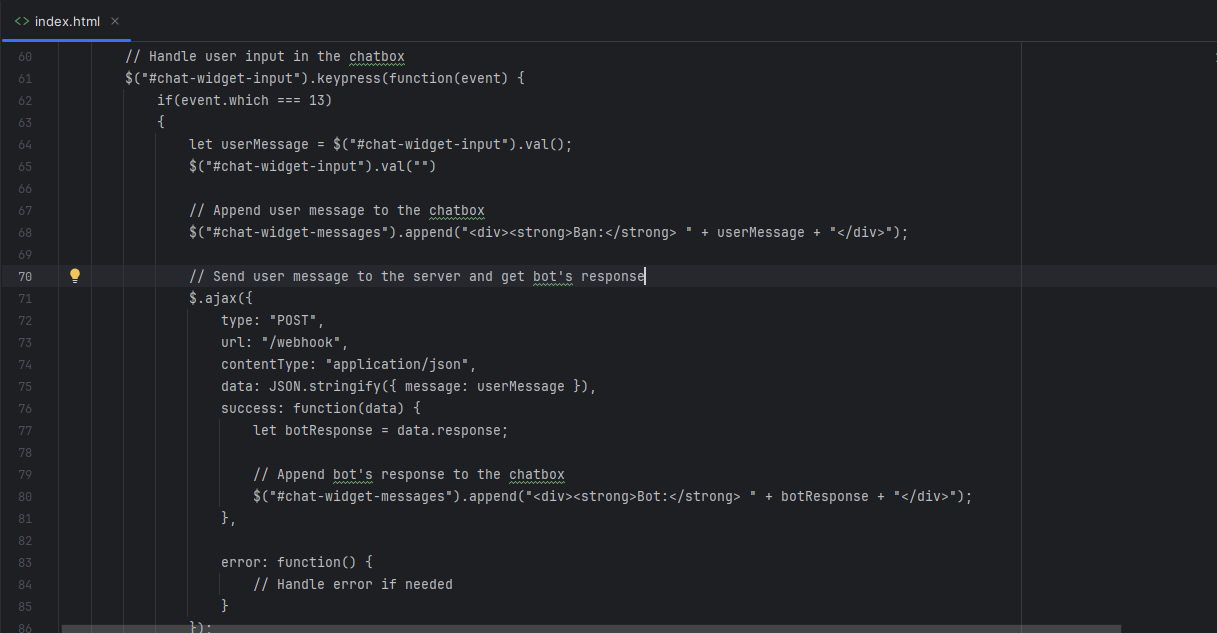 <> index.html ×
60 // Handle user input in the chatbox
61 $("#chat-widget-input").keypress(function(event) {
62 if(event.which === 13)
63 {
64 let userMessage = $("#chat-widget-input").val();
65 $("#chat-widget-input").val("")
66
67 // Append user message to the chatbox
68 $("#chat-widget-messages").append("<div><strong>Bạn:</strong> " + userMessage + "</div>");
69
70 // Send user message to the server and get bot's response
71 $.ajax({
72 type: "POST",
73 url: "/webhook",
74 contentType: "application/json",
75 data: JSON.stringify({ message: userMessage }),
76 success: function(data) {
77 let botResponse = data.response;
78
79 // Append bot's response to the chatbox
80 $("#chat-widget-messages").append("<div><strong>Bot:</strong> " + botResponse + "</div>");
81 },
82
83 error: function() {
84 // Handle error if needed
85 }
86 });